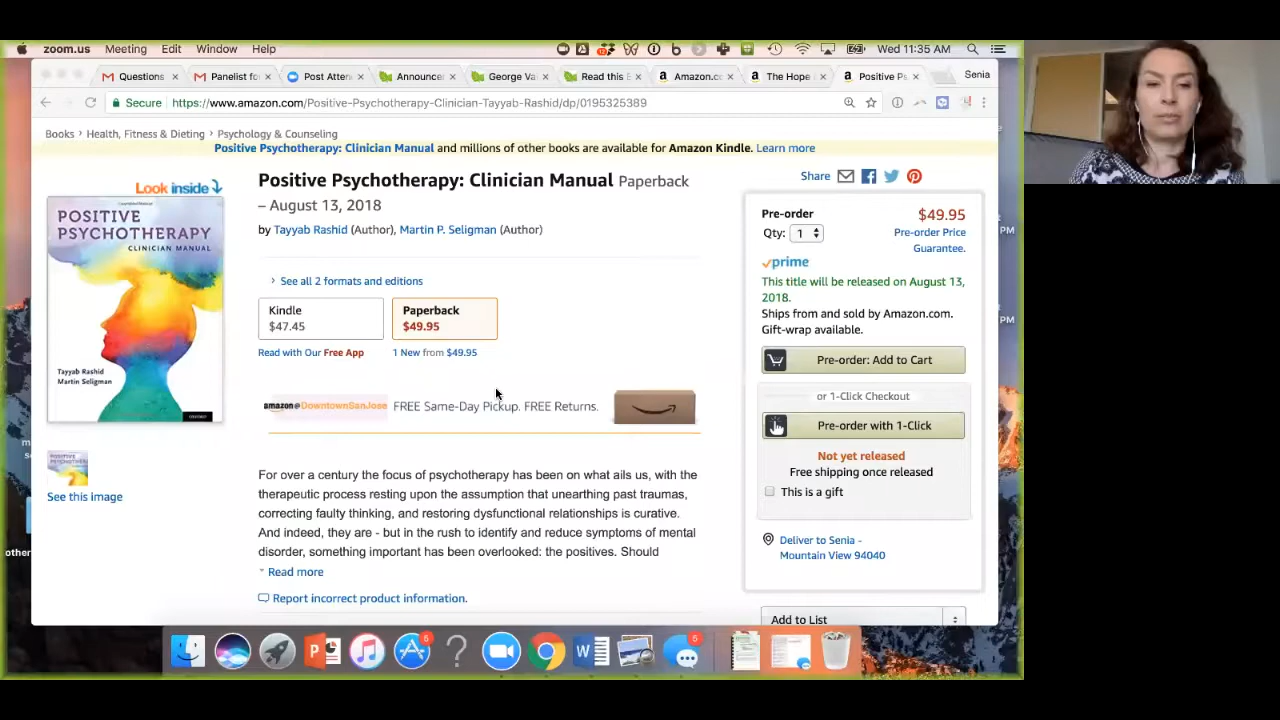 zoom.us Meeting Edit Window Help
Wed 11:35 AM
Questions
Panelist fo
Post Atten
Announce
George Va
Read this E
Amazon.c
The Hope
Positive Ps
Senia
Secure https://www.amazon.com/Positive-Psychotherapy-Clinician-Tayyab-Rashid/dp/0195325389
Books › Health, Fitness & Dieting › Psychology & Counseling
Positive Psychotherapy: Clinician Manual and millions of other books are available for Amazon Kindle. Learn more
Look inside
POSITIVE
PSYCHOTHERAPY
CLINICIAN MANUAL
Tayyab Rashid
Martin Seligman
See this image
Positive Psychotherapy: Clinician Manual Paperback
– August 13, 2018
by Tayyab Rashid (Author), Martin P. Seligman (Author)
› See all 2 formats and editions
Kindle
$47.45
Paperback
$49.95
Read with Our Free App
1 New from $49.95
amazon@DowntownSanJose FREE Same-Day Pickup. FREE Returns.
For over a century the focus of psychotherapy has been on what ails us, with the
therapeutic process resting upon the assumption that unearthing past traumas,
correcting faulty thinking, and restoring dysfunctional relationships is curative.
And indeed, they are - but in the rush to identify and reduce symptoms of mental
disorder, something important has been overlooked: the positives. Should
Read more
Report incorrect product information.
Share
Pre-order $49.95
Qty: 1 Pre-order Price
Guarantee.
prime
This title will be released on August 13,
2018.
Ships from and sold by Amazon.com.
Gift-wrap available.
Pre-order: Add to Cart
or 1-Click Checkout
Pre-order with 1-Click
Not yet released
Free shipping once released
This is a gift
Deliver to Senia -
Mountain View 94040
Add to List
PM
PM
other
5
5